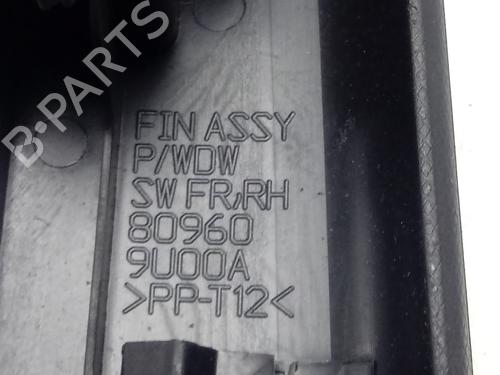 B-PARTS
FIN ASSY
P/WDW
SW FR,RH
80960
9U00A
>PP-T12<